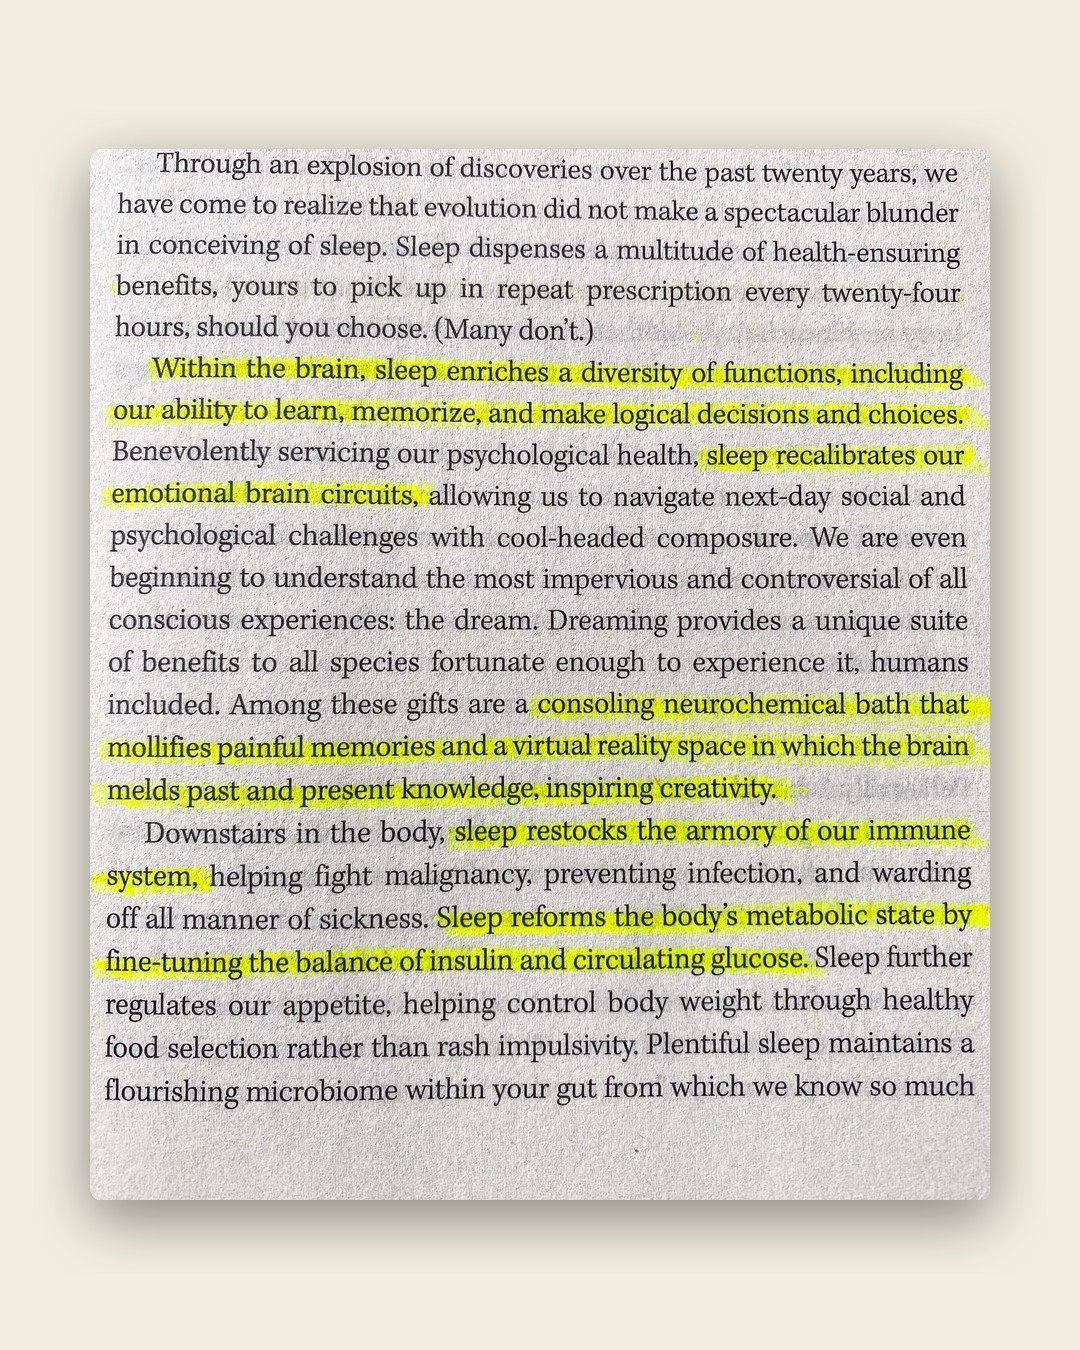 Through an explosion of discoveries over the past twenty years, we
have come to realize that evolution did not make a spectacular blunder
in conceiving of sleep. Sleep dispenses a multitude of health-ensuring
benefits, yours to pick up in repeat prescription every twenty-four
hours, should you choose. (Many don’t.)
Within the brain, sleep enriches a diversity of functions, including
our ability to learn, memorize, and make logical decisions and choices.
Benevolently servicing our psychological health, sleep recalibrates our
emotional brain circuits, allowing us to navigate next-day social and
psychological challenges with cool-headed composure. We are even
beginning to understand the most impervious and controversial of all
conscious experiences: the dream. Dreaming provides a unique suite
of benefits to all species fortunate enough to experience it, humans
included. Among these gifts are a consoling neurochemical bath that
mollifies painful memories and a virtual reality space in which the brain
melds past and present knowledge, inspiring creativity.
Downstairs in the body, sleep restocks the armory of our immune
system, helping fight malignancy, preventing infection, and warding
off all manner of sickness. Sleep reforms the body’s metabolic state by
fine-tuning the balance of insulin and circulating glucose. Sleep further
regulates our appetite, helping control body weight through healthy
food selection rather than rash impulsivity. Plentiful sleep maintains a
flourishing microbiome within your gut from which we know so much